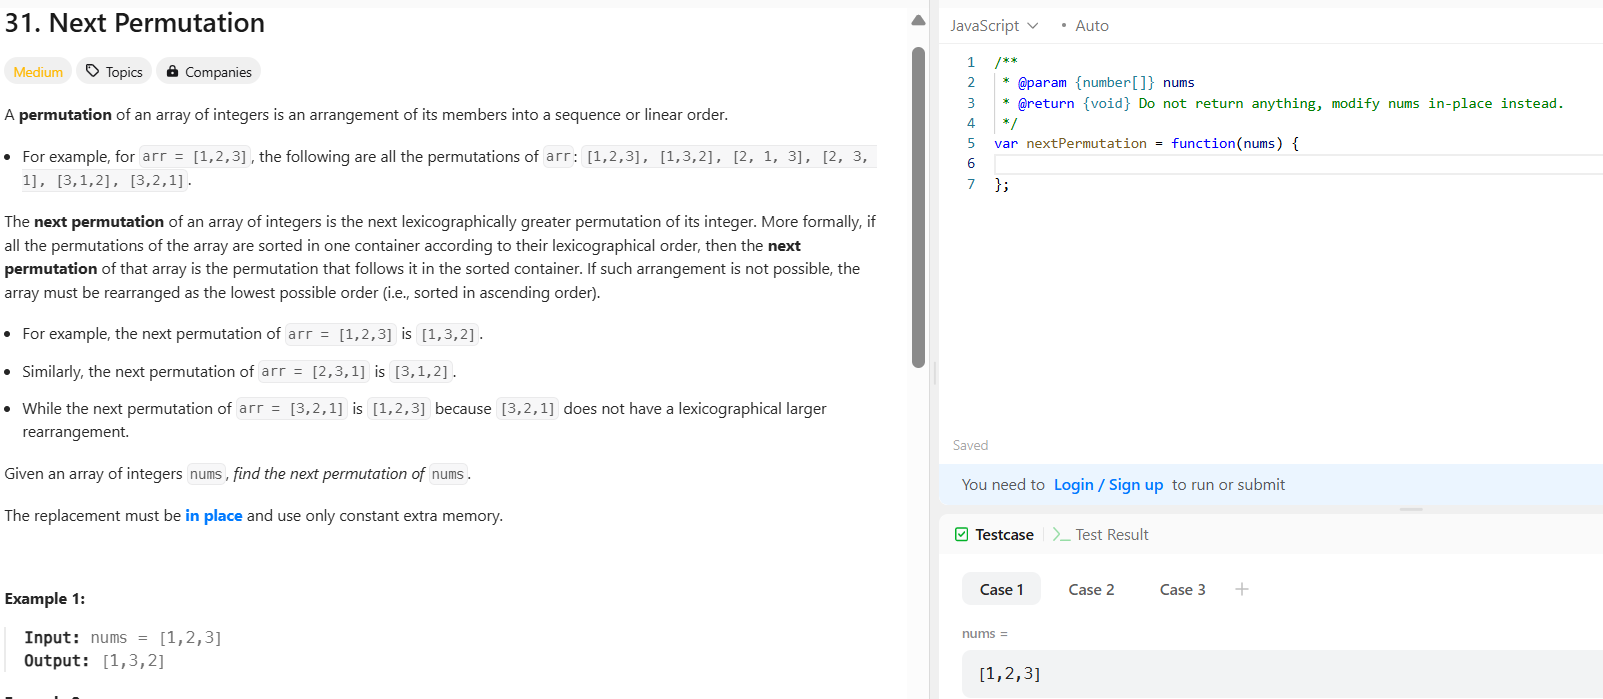 31. Next Permutation
Medium Topics Companies
A permutation of an array of integers is an arrangement of its members into a sequence or linear order.
• For example, for arr = [1,2,3], the following are all the permutations of arr: [1,2,3], [1,3,2], [2, 1, 3], [2, 3,
1], [3,1,2], [3,2,1].
The next permutation of an array of integers is the next lexicographically greater permutation of its integer. More formally, if
all the permutations of the array are sorted in one container according to their lexicographical order, then the next
permutation of that array is the permutation that follows it in the sorted container. If such arrangement is not possible, the
array must be rearranged as the lowest possible order (i.e., sorted in ascending order).
• For example, the next permutation of arr = [1,2,3] is [1,3,2].
• Similarly, the next permutation of arr = [2,3,1] is [3,1,2].
• While the next permutation of arr = [3,2,1] is [1,2,3] because [3,2,1] does not have a lexicographical larger
rearrangement.
Given an array of integers nums, find the next permutation of nums.
The replacement must be in place and use only constant extra memory.
Example 1:
Input: nums = [1,2,3]
Output: [1,3,2]
JavaScript • Auto
1 /**
2 * @param {number[]} nums
3 * @return {void} Do not return anything, modify nums in-place instead.
4 */
5 var nextPermutation = function(nums) {
6
7 };
Saved
You need to Login / Sign up to run or submit
Testcase Test Result
Case 1 Case 2 Case 3 +
nums =
[1,2,3]